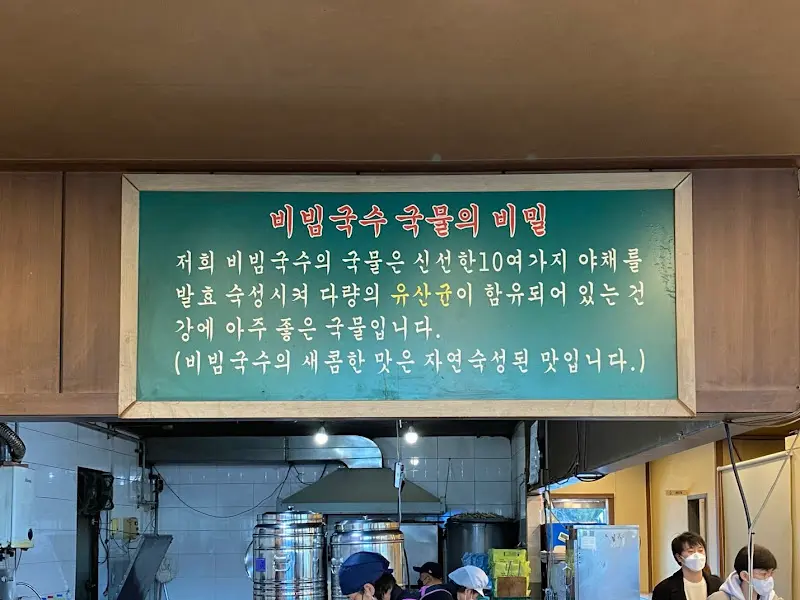 비빔국수 국물의 비밀
저희 비빔국수의 국물은 신선한10여가지 야채를
발효 숙성시켜 다량의 유산균이 함유되어 있는 건
강에 아주 좋은 국물입니다.
(비빔국수의 새콤한 맛은 자연숙성된 맛입니다.)